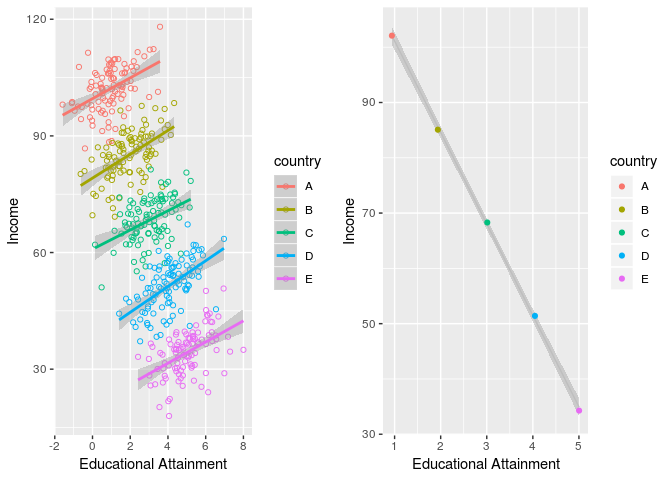 120
90
60
30
Income
-2 0 2 4 6 8
Educational Attainment
country
A
B
C
D
E
90
70
50
30
Income
1 2 3 4 5
Educational Attainment
country
A
B
C
D
E